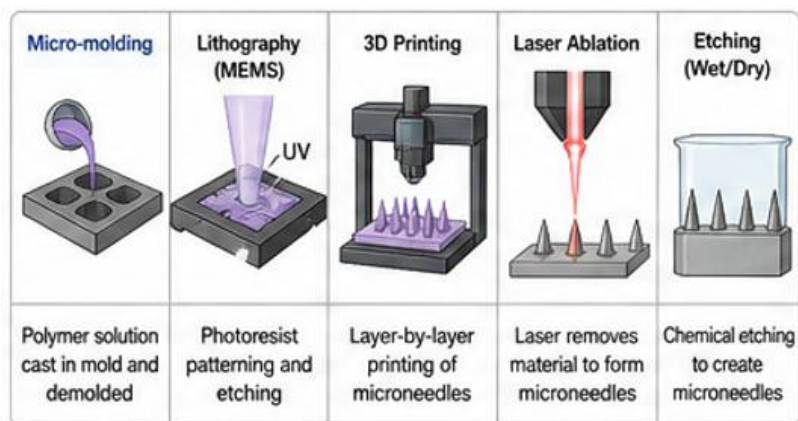 Micro-molding
Lithography
(MEMS)
3D Printing
Laser Ablation
Etching
(Wet/Dry)
UV
Polymer solution
cast in mold and
demolded
Photoresist
patterning and
etching
Layer-by-layer
printing of
microneedles
Laser removes
material to form
microneedles
Chemical etching
to create
microneedles